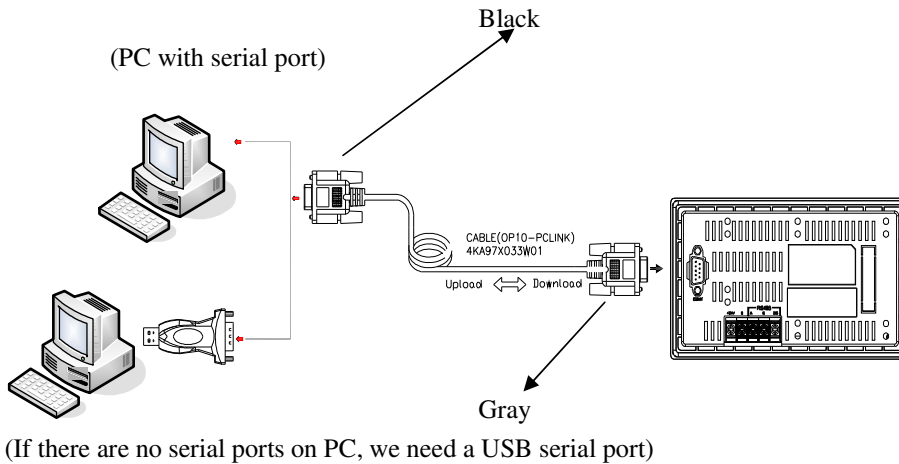 Black
(PC with serial port)
CABLE(OP10-PCLINK)
4KA97X033W01
Upload Download
Gray
(If there are no serial ports on PC, we need a USB serial port)